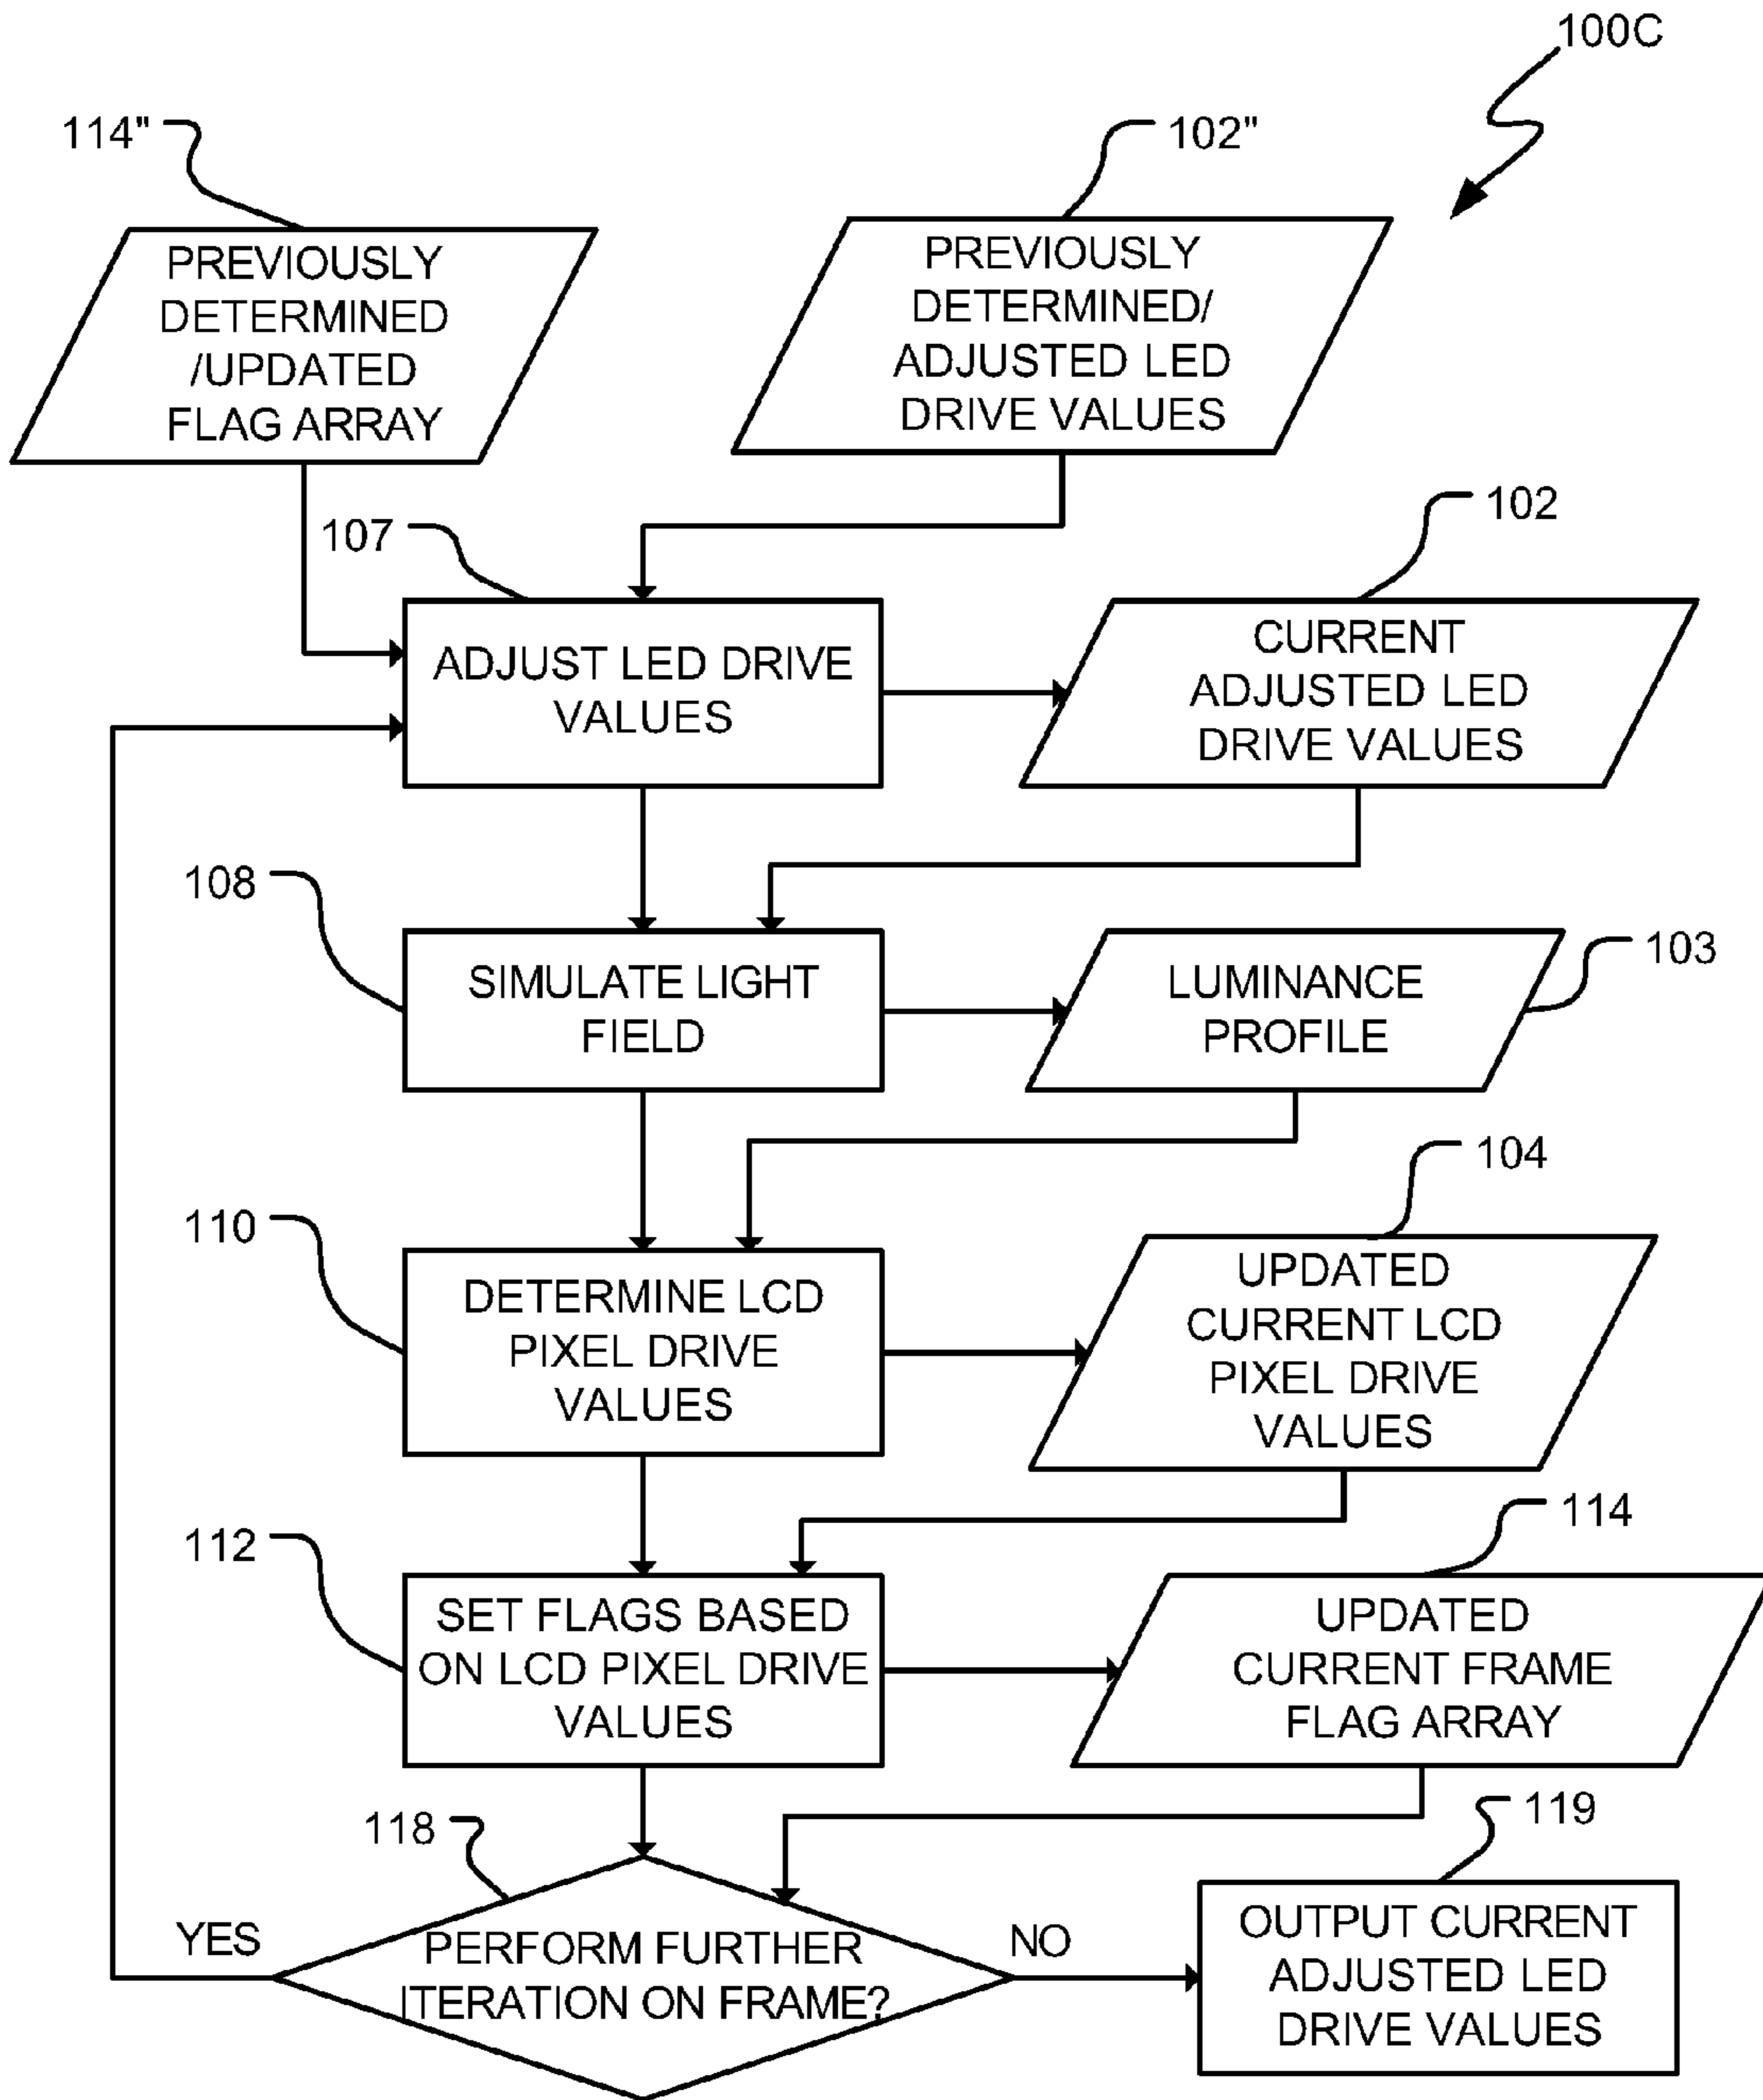 100C
114"
102"
PREVIOUSLY
DETERMINED
/UPDATED
FLAG ARRAY
PREVIOUSLY
DETERMINED/
ADJUSTED LED
DRIVE VALUES
107
102
ADJUST LED DRIVE
VALUES
CURRENT
ADJUSTED LED
DRIVE VALUES
108
SIMULATE LIGHT
FIELD
LUMINANCE
PROFILE
103
104
110
DETERMINE LCD
PIXEL DRIVE
VALUES
UPDATED
CURRENT LCD
PIXEL DRIVE
VALUES
114
112
SET FLAGS BASED
ON LCD PIXEL DRIVE
VALUES
UPDATED
CURRENT FRAME
FLAG ARRAY
118
119
YES
PERFORM FURTHER
ITERATION ON FRAME?
NO
OUTPUT CURRENT
ADJUSTED LED
DRIVE VALUES